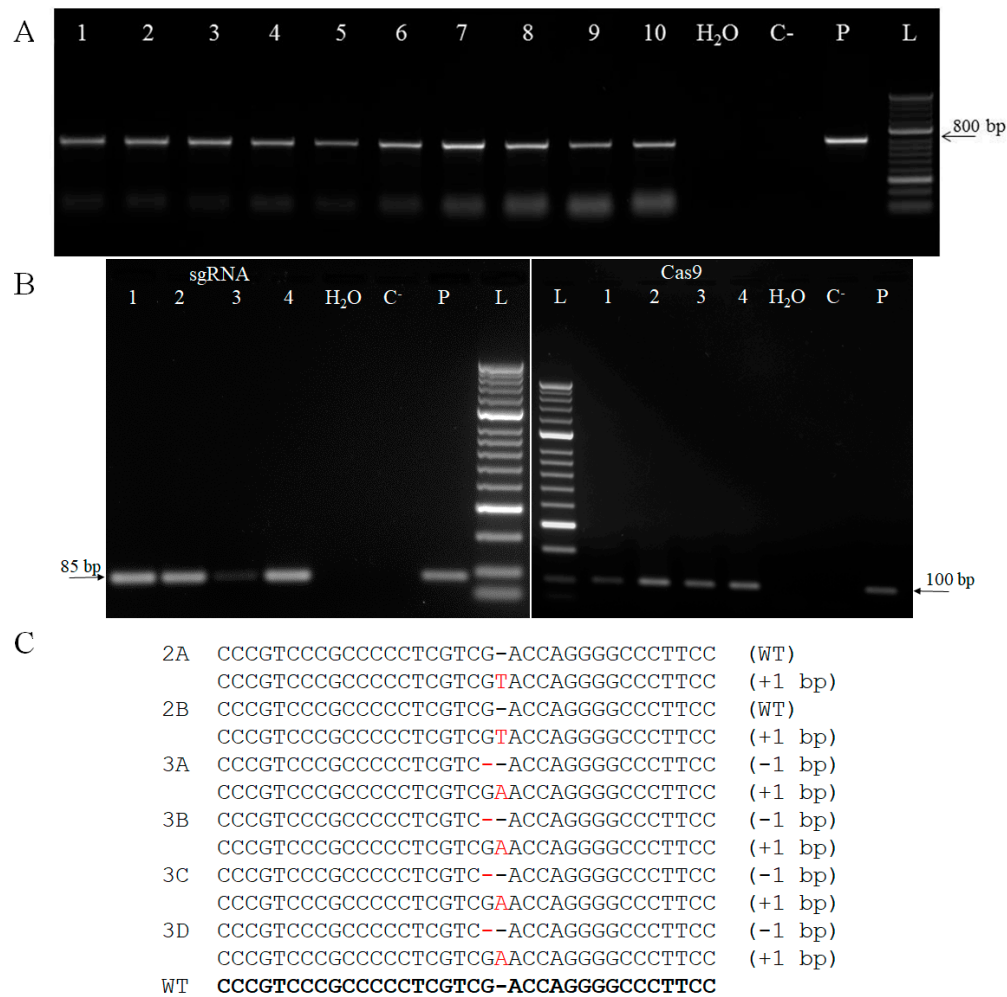 A 1 2 3 4 5 6 7 8 9 10 H₂O C- P L
800 bp
B sgRNA Cas9
1 2 3 4 H₂O C⁻ P L L 1 2 3 4 H₂O C⁻ P
85 bp 100 bp
C
2A CCCGTCCCGCCCCCTCGTCG-ACCAGGGGCCCTTCC (WT)
CCCGTCCCGCCCCCTCGTCGTACCAGGGGCCCTTCC (+1 bp)
2B CCCGTCCCGCCCCCTCGTCG-ACCAGGGGCCCTTCC (WT)
CCCGTCCCGCCCCCTCGTCGTACCAGGGGCCCTTCC (+1 bp)
3A CCCGTCCCGCCCCCTCGTC--ACCAGGGGCCCTTCC (-1 bp)
CCCGTCCCGCCCCCTCGTCGAACCAGGGGCCCTTCC (+1 bp)
3B CCCGTCCCGCCCCCTCGTC--ACCAGGGGCCCTTCC (-1 bp)
CCCGTCCCGCCCCCTCGTCGAACCAGGGGCCCTTCC (+1 bp)
3C CCCGTCCCGCCCCCTCGTC--ACCAGGGGCCCTTCC (-1 bp)
CCCGTCCCGCCCCCTCGTCGAACCAGGGGCCCTTCC (+1 bp)
3D CCCGTCCCGCCCCCTCGTC--ACCAGGGGCCCTTCC (-1 bp)
CCCGTCCCGCCCCCTCGTCGAACCAGGGGCCCTTCC (+1 bp)
WT CCCGTCCCGCCCCCTCGTCG-ACCAGGGGCCCTTCC